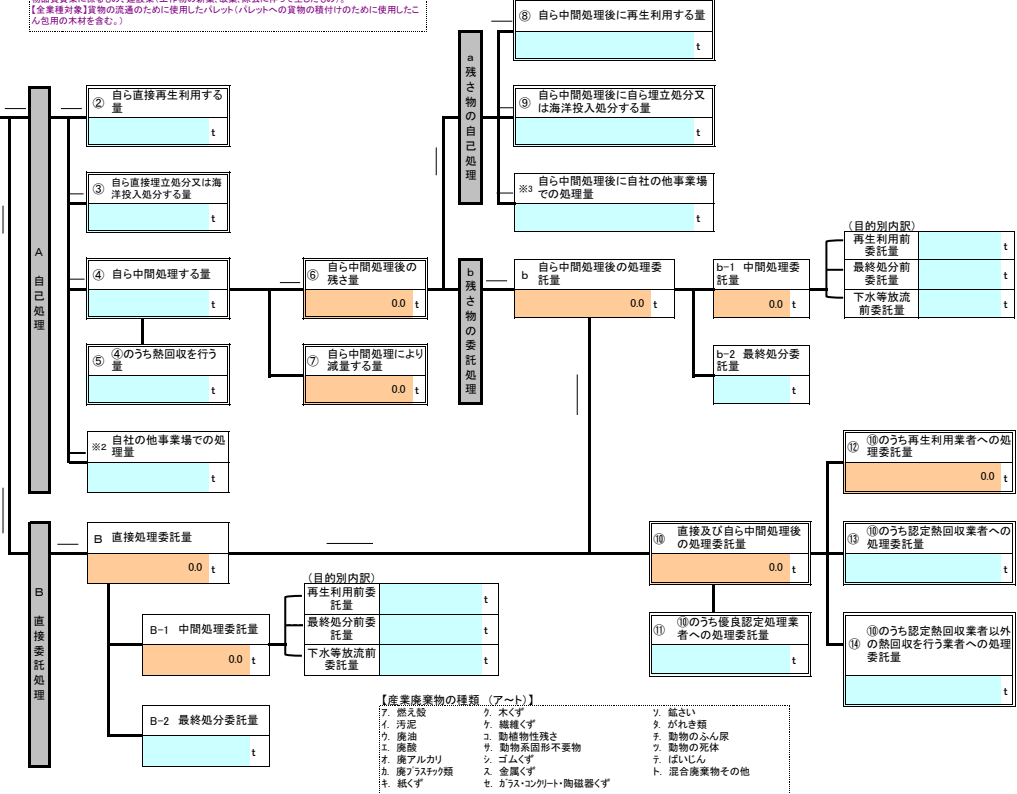 【全業種対象】貨物の流通のために使用したパレット(パレットへの貨物の積付けのために使用したこ
ん包用の木材を含む。)
a 残さ物の自己処理
⑧ 自ら中間処理後に再生利用する量
t
⑨ 自ら中間処理後に自ら埋立処分又
は海洋投入処分する量
t
※3 自ら中間処理後に自社の他事業場
での処理量
t
A 自己処理
② 自ら直接再生利用する
量
t
③ 自ら直接埋立処分又は海
洋投入処分する量
t
④ 自ら中間処理する量
t
⑤ ④のうち熱回収を行う
量
t
※2 自社の他事業場での処
理量
t
⑥ 自ら中間処理後の
残さ量
0.0 t
⑦ 自ら中間処理により
減量する量
0.0 t
b 残さ物の委託処理
b 自ら中間処理後の処理委
託量
0.0 t
b-1 中間処理委
託量
0.0 t
b-2 最終処分委
託量
t
(目的別内訳)
再生利用前
委託量
t
最終処分前
委託量
t
下水等放流
前委託量
t
B 直接委託処理
B 直接処理委託量
0.0 t
B-1 中間処理委託量
0.0 t
B-2 最終処分委託量
t
(目的別内訳)
再生利用前委
託量
t
最終処分前委
託量
t
下水等放流前
委託量
t
⑩ 直接及び自ら中間処理後
の処理委託量
0.0 t
⑪ ⑩のうち優良認定処理業
者への処理委託量
t
⑫ ⑩のうち再生利用業者への処
理委託量
0.0 t
⑬ ⑩のうち認定熱回収業者への
処理委託量
t
⑭ ⑩のうち認定熱回収業者以外
の熱回収を行う業者への処理
委託量
t
【産業廃棄物の種類 (ア~ト)】
ア. 燃え殻
イ. 汚泥
ウ. 廃油
エ. 廃酸
オ. 廃アルカリ
カ. 廃プラスチック類
キ. 紙くず
ク. 木くず
ケ. 繊維くず
コ. 動植物性残さ
サ. 動物系固形不要物
シ. ゴムくず
ス. 金属くず
セ. ガラス・コンクリート・陶磁器くず
ソ. 鉱さい
タ. がれき類
チ. 動物のふん尿
ツ. 動物の死体
テ. ばいじん
ト. 混合廃棄物その他